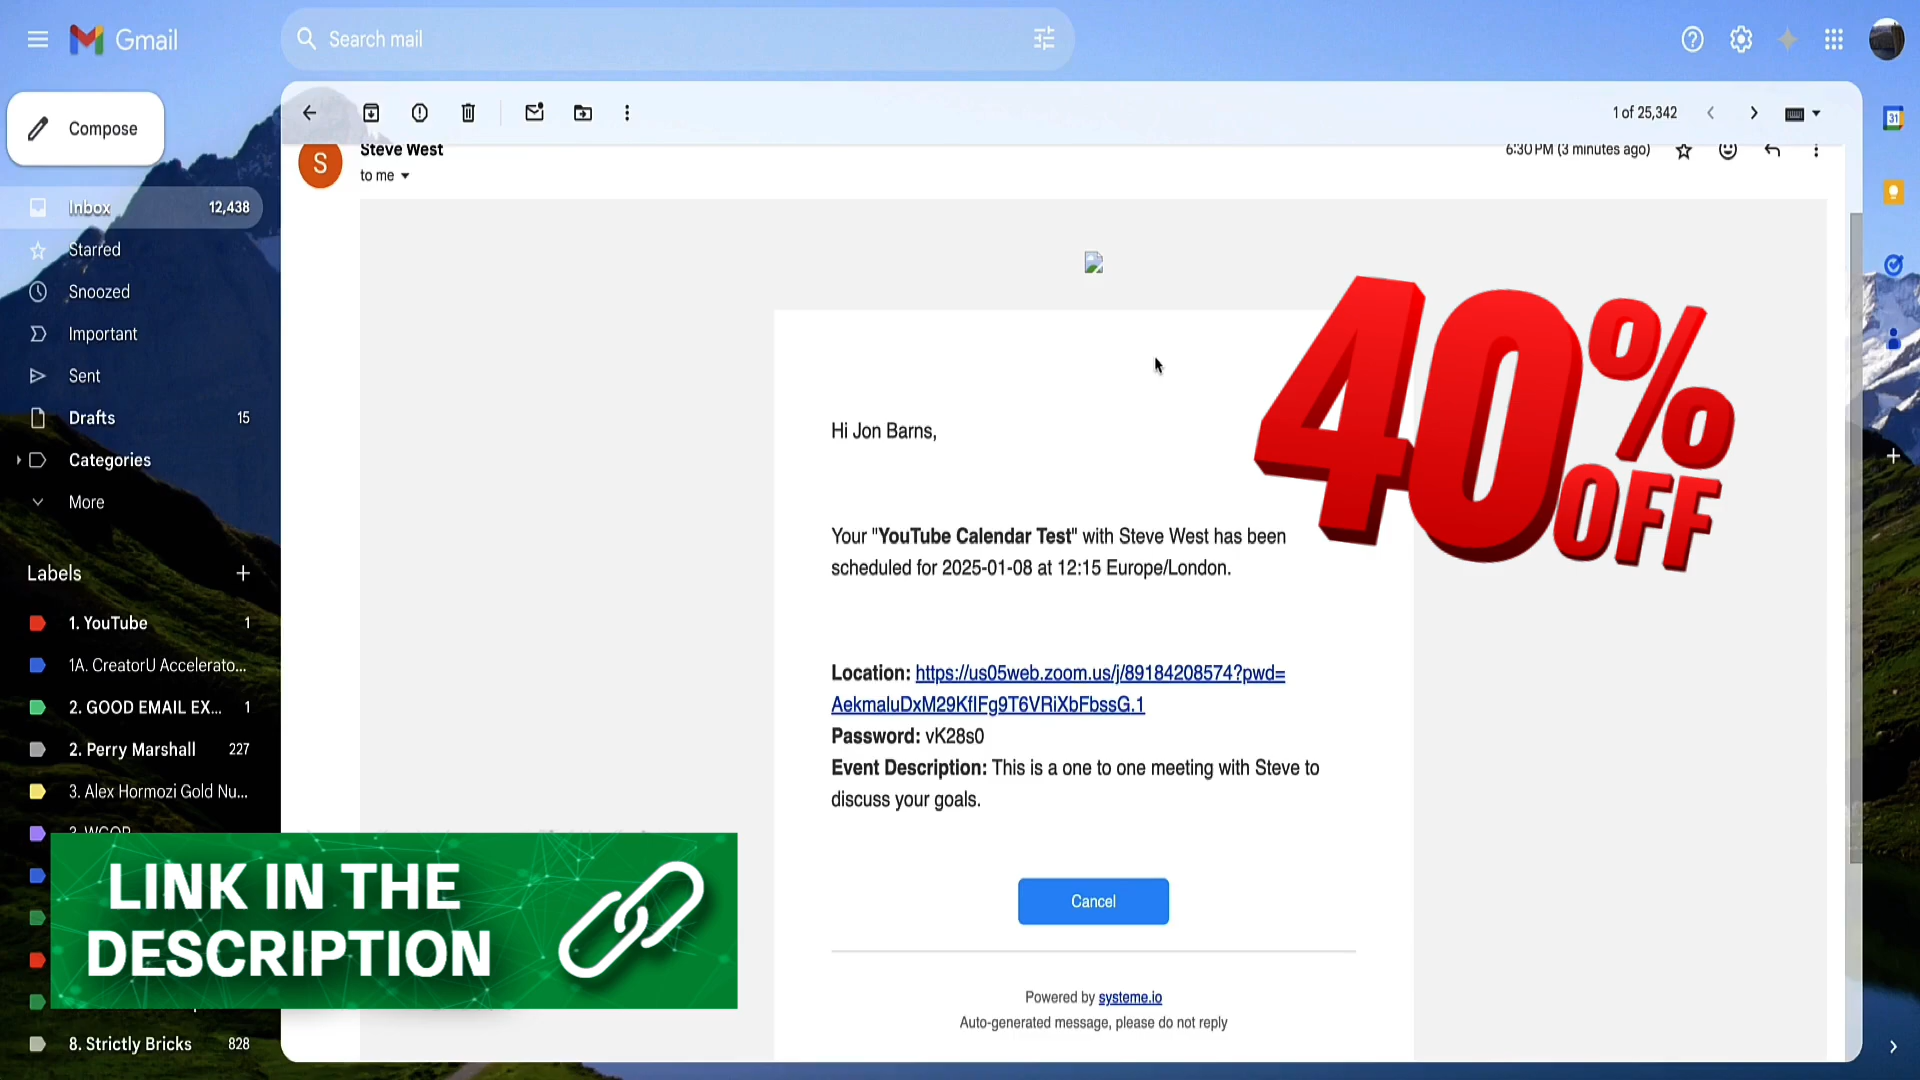 Gmail
Search mail
Compose
1 of 25,342
Steve West
6:30 PM (3 minutes ago)
S
to me
31
Inbox 12,438
Starred
Snoozed
Important
Sent
Drafts 15
Categories
More
Labels
1. YouTube 1
1A. CreatorU Accelerato...
2. GOOD EMAIL EX... 1
2. Perry Marshall 227
3. Alex Hormozi Gold Nu...
3. WCOP
8. Strictly Bricks 828
Hi Jon Barns,
Your "YouTube Calendar Test" with Steve West has been
scheduled for 2025-01-08 at 12:15 Europe/London.
Location: https://us05web.zoom.us/j/89184208574?pwd=
AekmaluDxM29KflFg9T6VRiXbFbssG.1
Password: vK28s0
Event Description: This is a one to one meeting with Steve to
discuss your goals.
Cancel
Powered by systeme.io
Auto-generated message, please do not reply
40%
OFF
LINK IN THE
DESCRIPTION